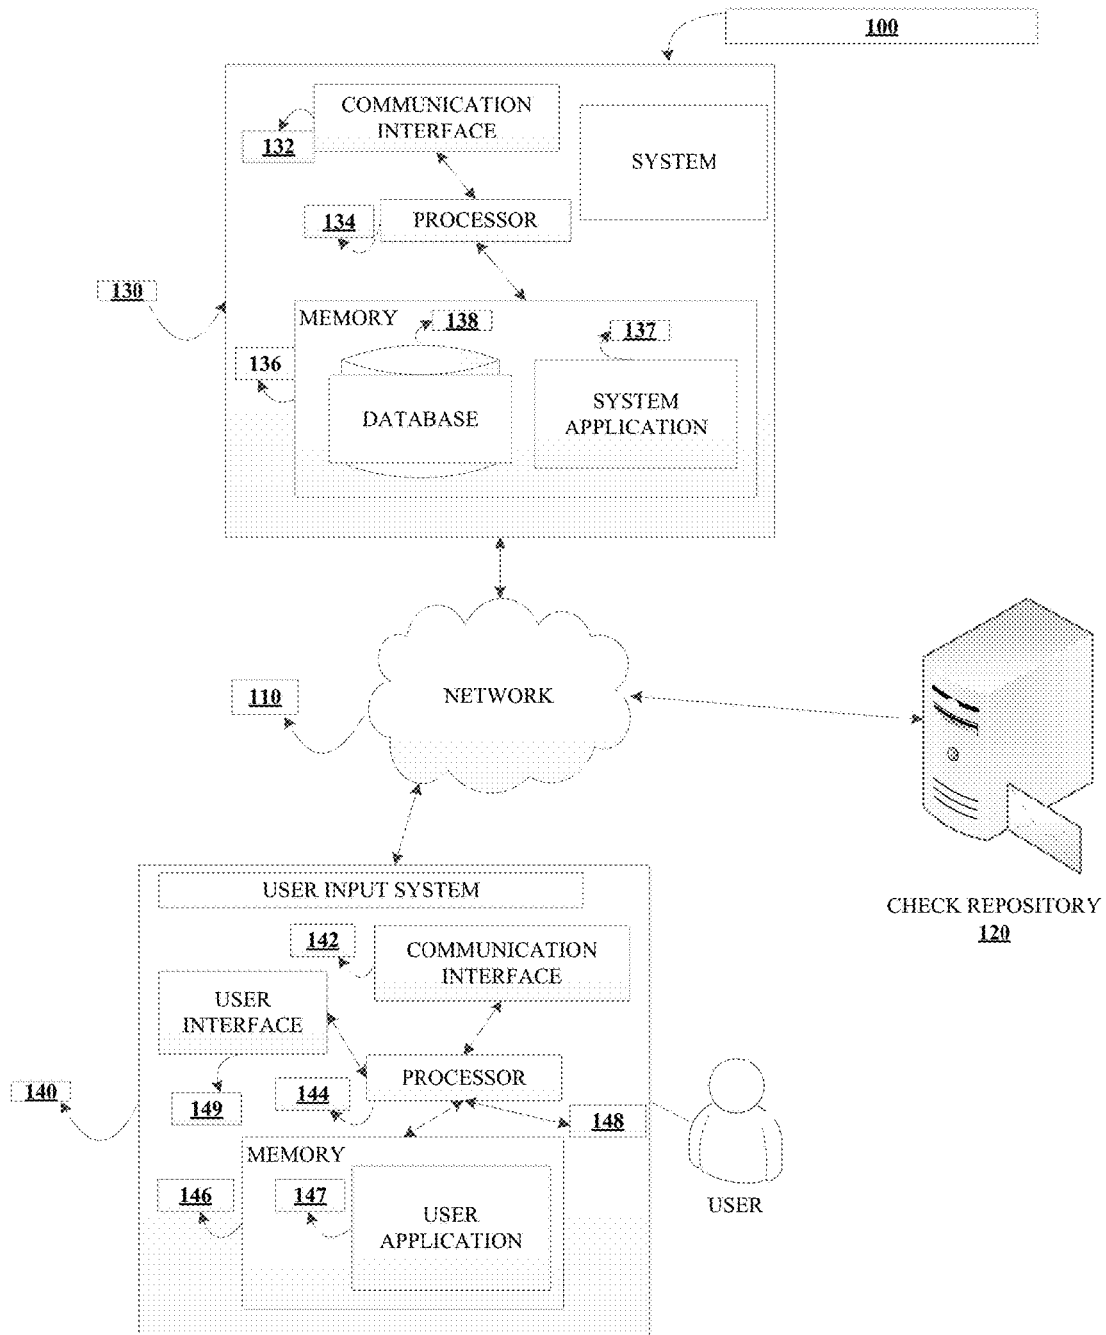 100
COMMUNICATION
INTERFACE
132
SYSTEM
134
PROCESSOR
130
MEMORY
138
137
136
DATABASE
SYSTEM
APPLICATION
110
NETWORK
CHECK REPOSITORY
120
USER INPUT SYSTEM
142
COMMUNICATION
INTERFACE
USER
INTERFACE
PROCESSOR
140
144
149
148
MEMORY
146
147
USER
APPLICATION
USER